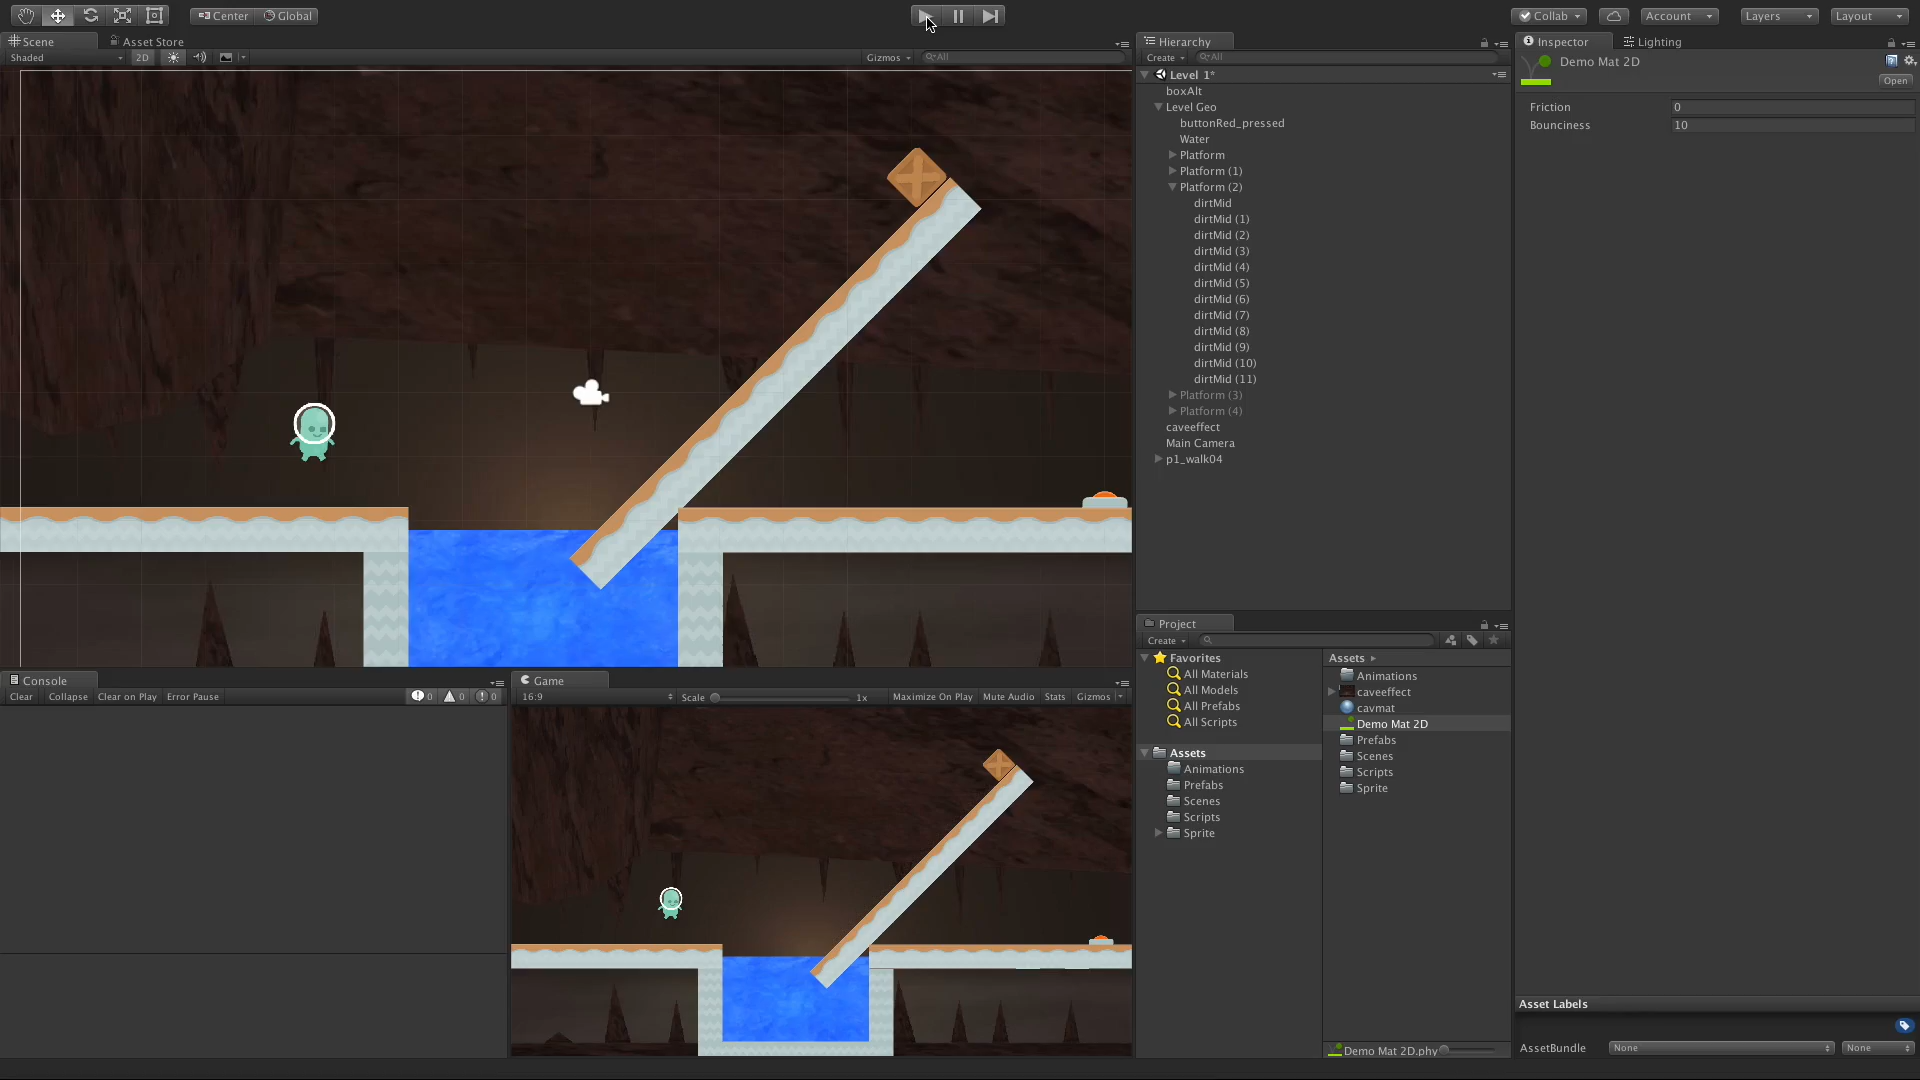 Center Global
Collab Account Layers Layout
Scene Asset Store
Shaded 2D Gizmos All
Hierarchy
Create All
Level 1*
boxAlt
Level Geo
buttonRed_pressed
Water
Platform
Platform (1)
Platform (2)
dirtMid
dirtMid (1)
dirtMid (2)
dirtMid (3)
dirtMid (4)
dirtMid (5)
dirtMid (6)
dirtMid (7)
dirtMid (8)
dirtMid (9)
dirtMid (10)
dirtMid (11)
Platform (3)
Platform (4)
caveeffect
Main Camera
p1_walk04
Inspector Lighting
Demo Mat 2D
Open
Friction 0
Bounciness 10
Console
Clear Collapse Clear on Play Error Pause 0 0 0
Game
16:9 Scale 1x Maximize On Play Mute Audio Stats Gizmos
Project
Create
Favorites
All Materials
All Models
All Prefabs
All Scripts
Assets
Animations
Prefabs
Scenes
Scripts
Sprite
Assets
Animations
caveeffect
cavmat
Demo Mat 2D
Prefabs
Scenes
Scripts
Sprite
Demo Mat 2D.phy
Asset Labels
AssetBundle None None